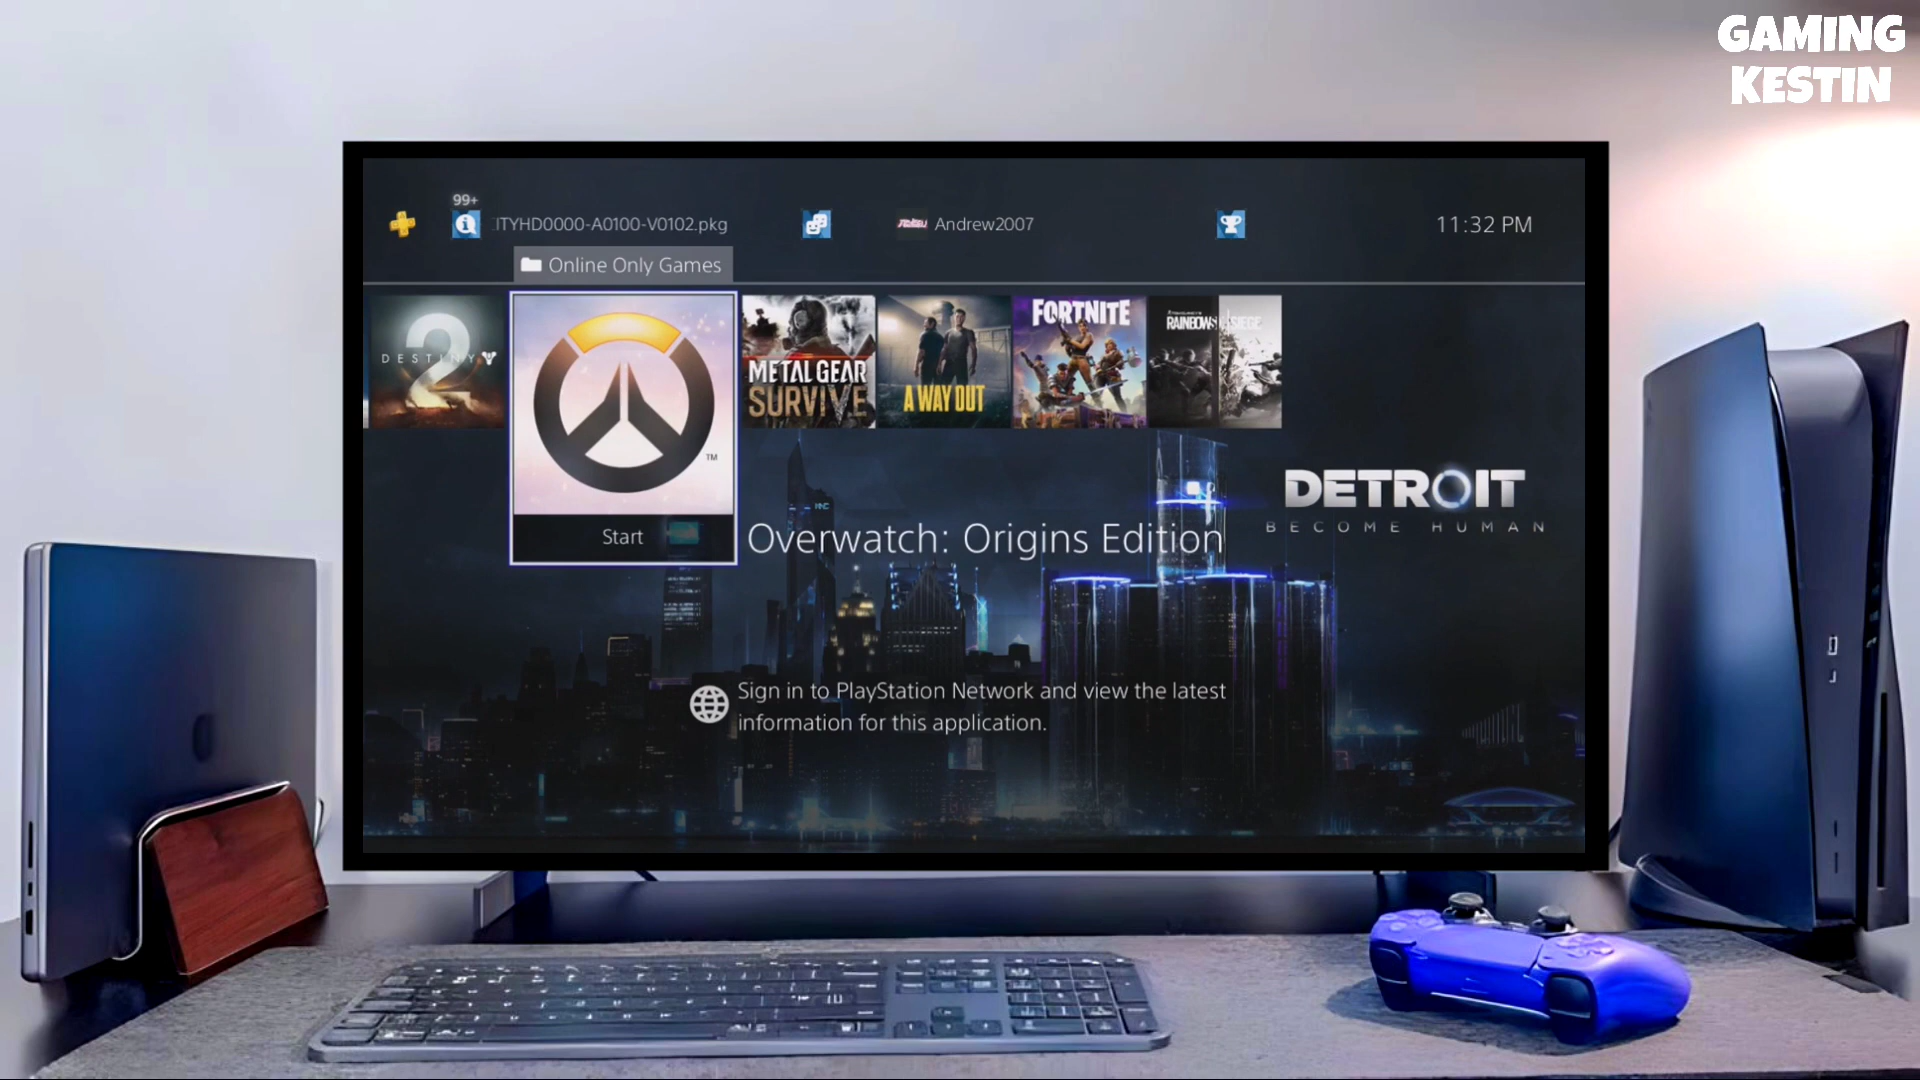 GAMING
KESTIN
99+
ITYHD0000-A0100-V0102.pkg
Andrew2007
11:32 PM
Online Only Games
DESTINY 2
METAL GEAR
SURVIVE
A WAY OUT
FORTNITE
RAINBOW SIEGE
TM
Start
Overwatch: Origins Edition
DETROIT
BECOME HUMAN
Sign in to PlayStation Network and view the latest
information for this application.